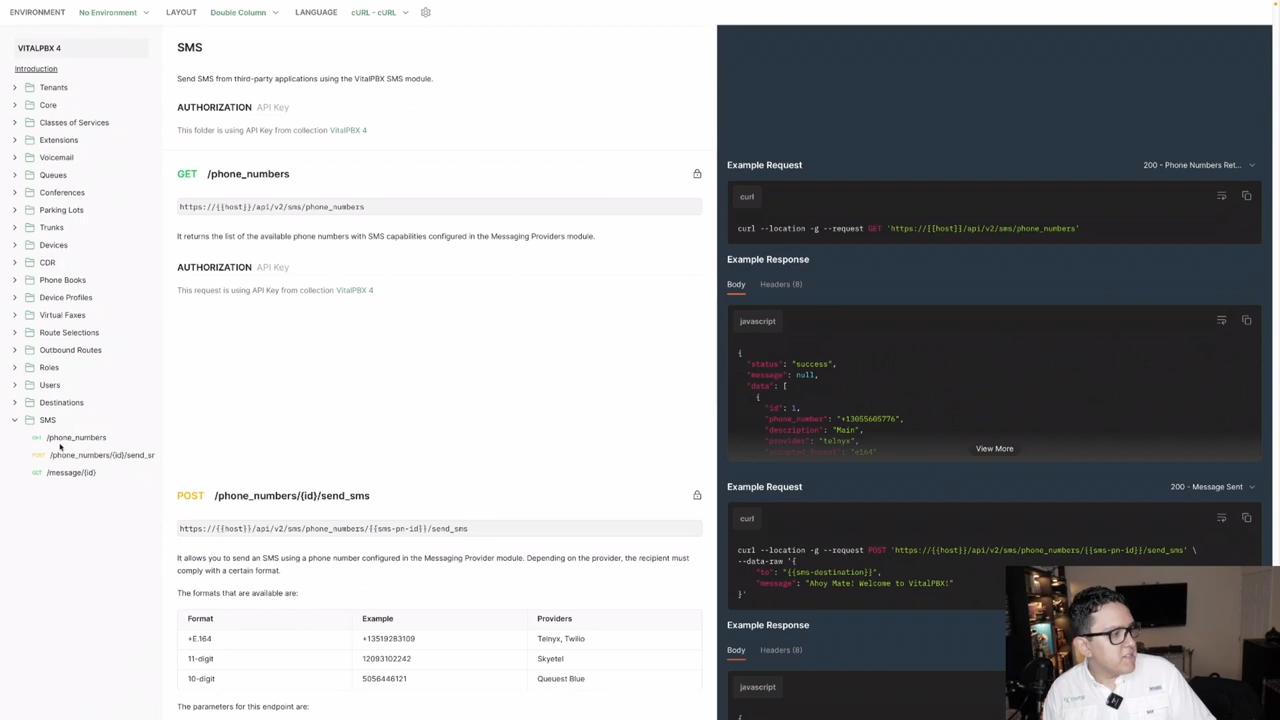 ENVIRONMENT No Environment LAYOUT Double Column LANGUAGE cURL - cURL
VITALPBX 4
Introduction
Tenants
Core
Classes of Services
Extensions
Voicemail
Queues
Conferences
Parking Lots
Trunks
Devices
CDR
Phone Books
Device Profiles
Virtual Faxes
Route Selections
Outbound Routes
Roles
Users
Destinations
SMS
GET /phone_numbers
POST /phone_numbers/{id}/send_sr
GET /message/{id}
SMS
Send SMS from third-party applications using the VitalPBX SMS module.
AUTHORIZATION API Key
This folder is using API Key from collection VitalPBX 4
GET /phone_numbers
https://{{host}}/api/v2/sms/phone_numbers
It returns the list of the available phone numbers with SMS capabilities configured in the Messaging Providers module.
AUTHORIZATION API Key
This request is using API Key from collection VitalPBX 4
POST /phone_numbers/{id}/send_sms
https://{{host}}/api/v2/sms/phone_numbers/{{sms-pn-id}}/send_sms
It allows you to send an SMS using a phone number configured in the Messaging Provider module. Depending on the provider, the recipient must
comply with a certain format.
The formats that are available are:
Format Example Providers
+E.164 +13519283109 Telnyx, Twilio
11-digit 12093102242 Skyetel
10-digit 5056446121 Queuest Blue
The parameters for this endpoint are:
Example Request 200 - Phone Numbers Ret...
curl
curl --location -g --request GET 'https://{{host}}/api/v2/sms/phone_numbers'
Example Response
Body Headers (8)
javascript
{
"status": "success",
"message": null,
"data": [
{
"id": 1,
"phone_number": "+13055605776",
"description": "Main",
"provider": "telnyx",
"accepted_format": "e164"
View More
Example Request 200 - Message Sent
curl
curl --location -g --request POST 'https://{{host}}/api/v2/sms/phone_numbers/{{sms-pn-id}}/send_sms' \
--data-raw '{
"to": "{{sms-destination}}",
"message": "Ahoy Mate! Welcome to VitalPBX!"
}'
Example Response
Body Headers (8)
javascript
{